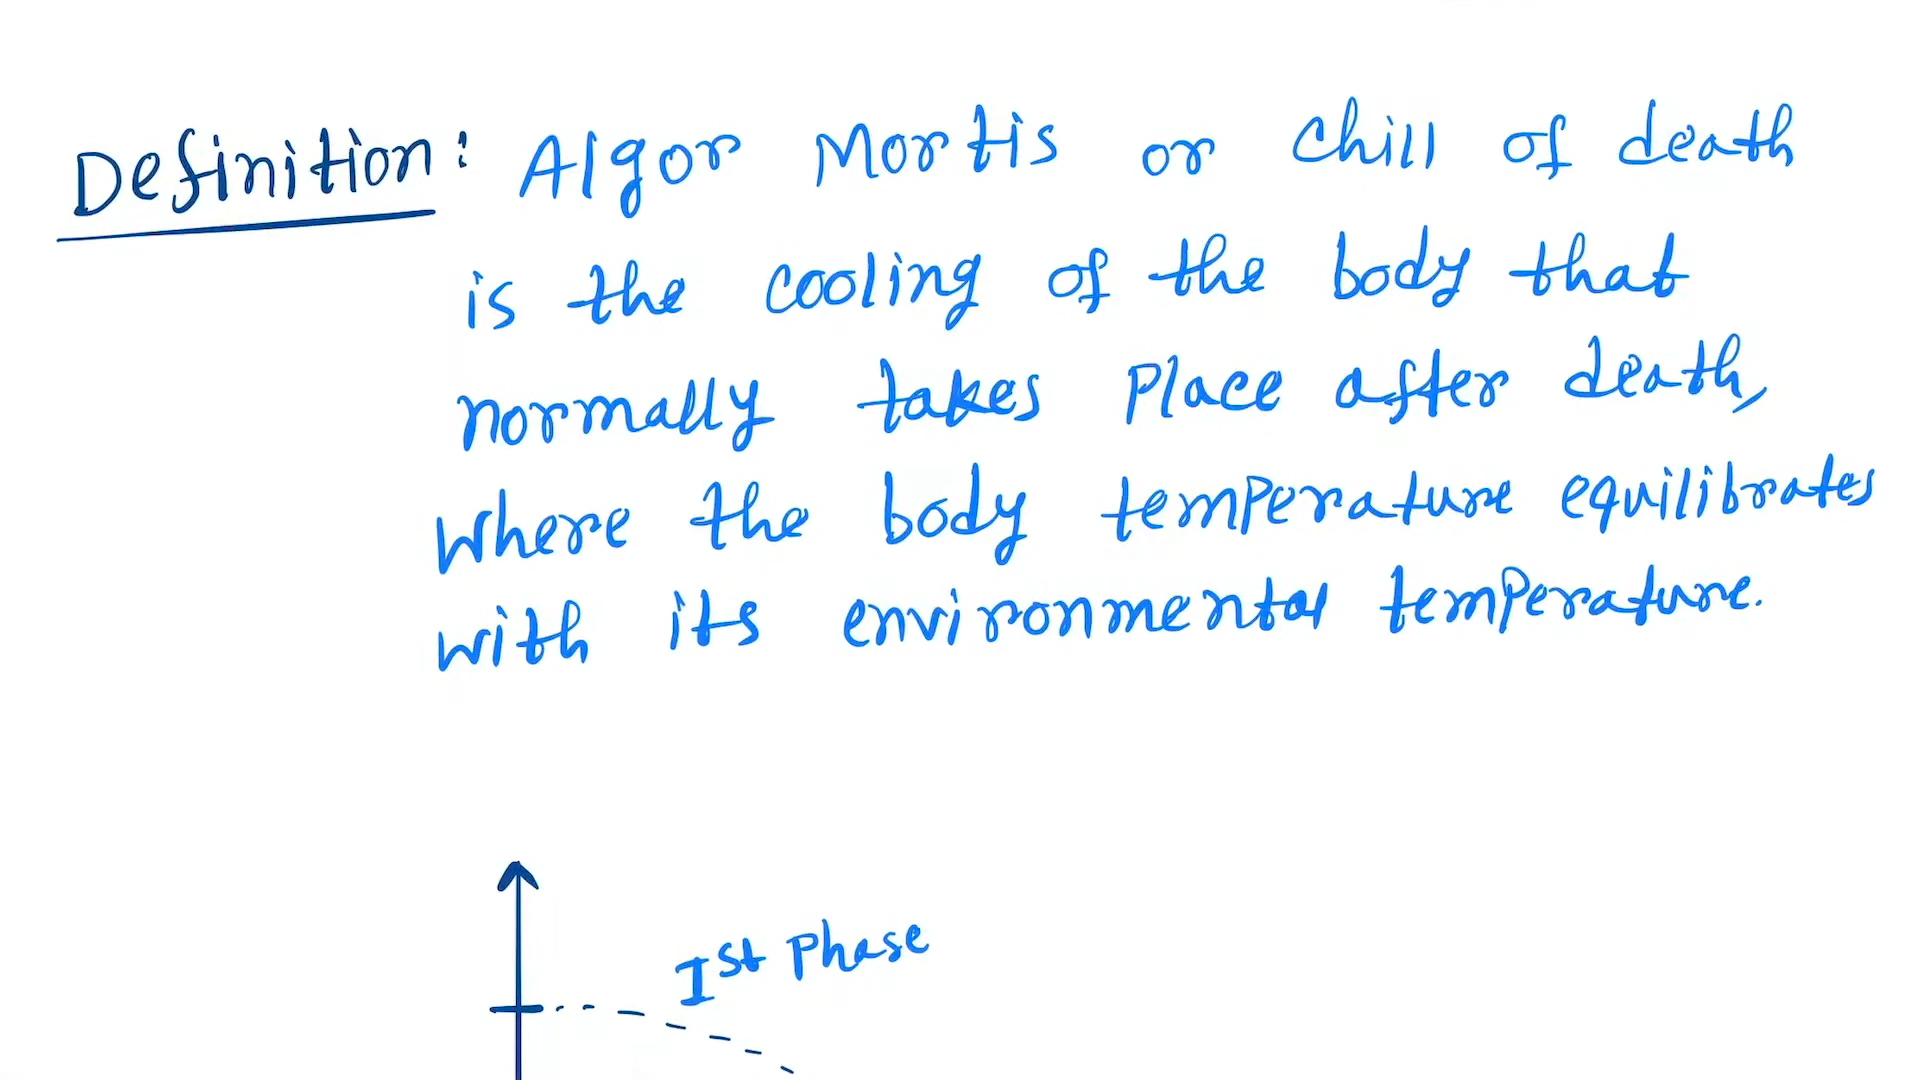 Definition: Algor Mortis or chill of death
is the cooling of the body that
normally takes place after death,
where the body temperature equilibrates
with its environmental temperature.
Ist Phase